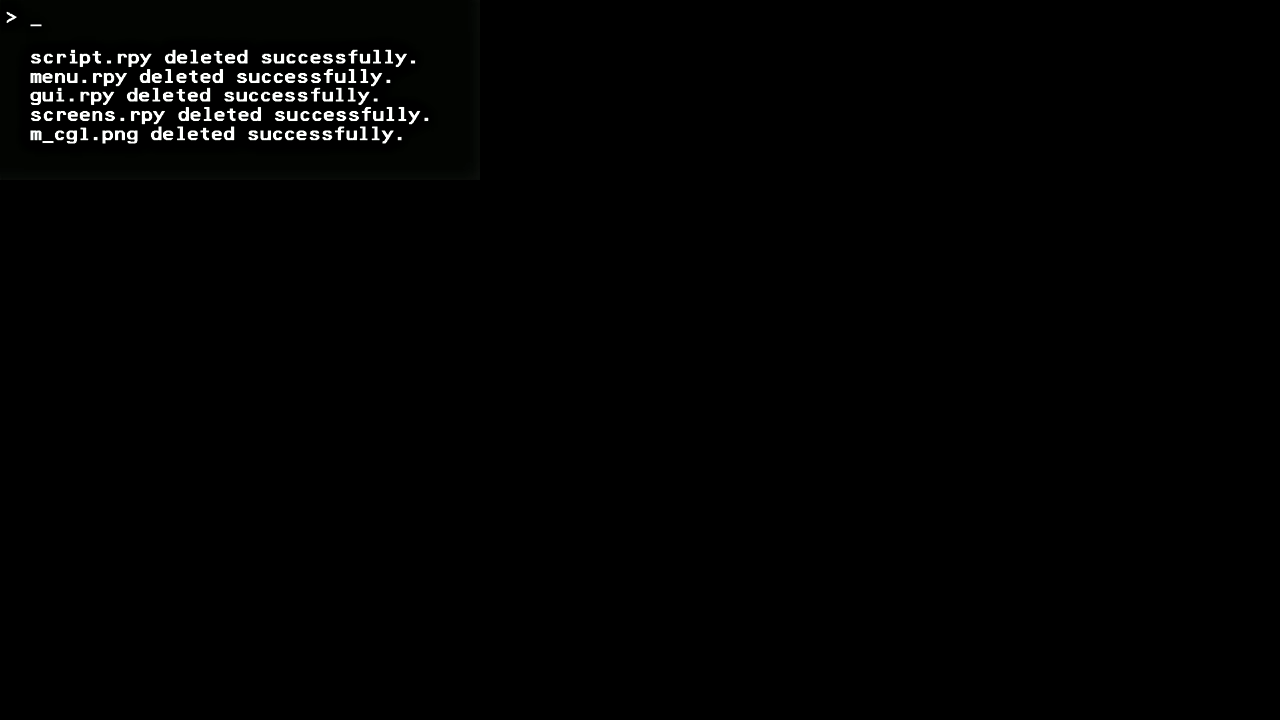 > _
script.rpy deleted successfully.
menu.rpy deleted successfully.
gui.rpy deleted successfully.
screens.rpy deleted successfully.
m_cg1.png deleted successfully.